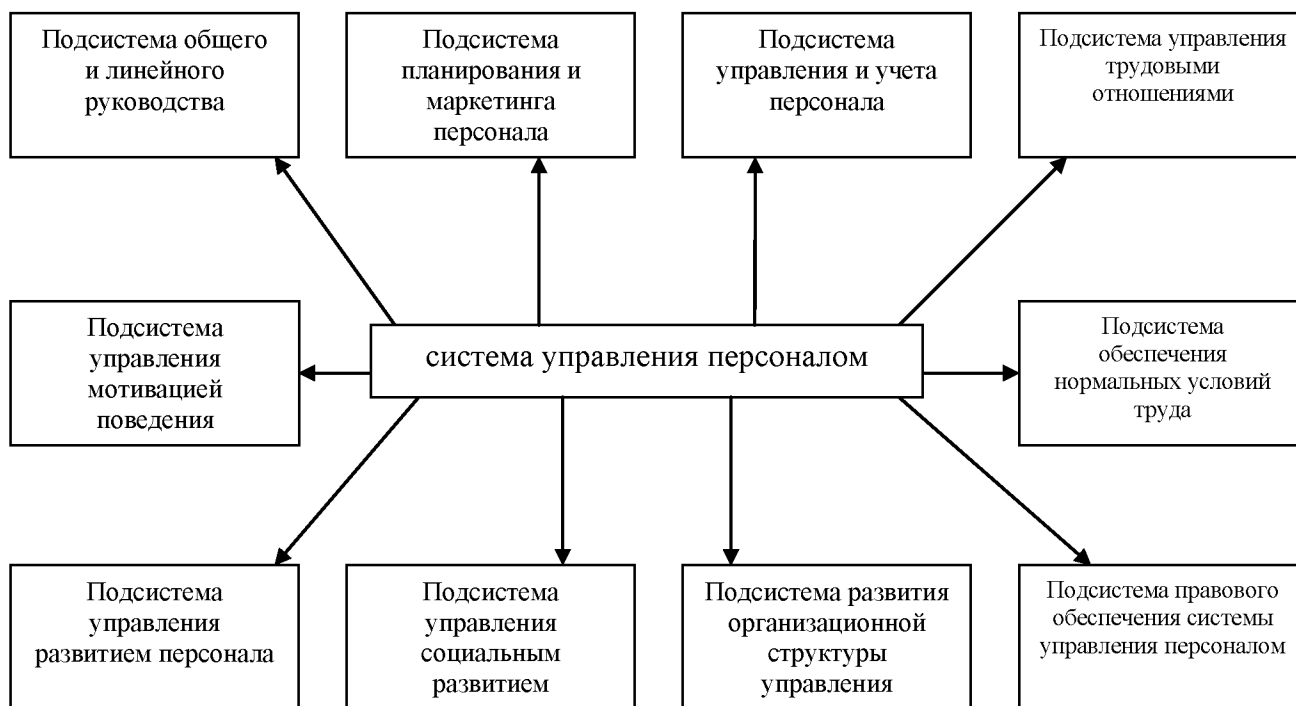 Подсистема общего
и линейного
руководства
Подсистема
планирования и
маркетинга
персонала
Подсистема
управления и учета
персонала
Подсистема управления
трудовыми
отношениями
Подсистема
управления
мотивацией
поведения
система управления персоналом
Подсистема
обеспечения
нормальных условий
труда
Подсистема
управления
развитием персонала
Подсистема
управления
социальным
развитием
Подсистема развития
организационной
структуры
управления
Подсистема правового
обеспечения системы
управления персоналом